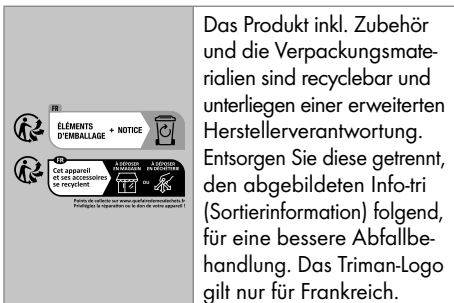 FR
ÉLÉMENTS
D'EMBALLAGE + NOTICE
FR
Cet appareil
et ses accessoires
se recyclent
À DÉPOSER
EN MAGASIN
OU
À DÉPOSER
EN DÉCHÈTERIE
Points de collecte sur www.quefairedemesdechets.fr
Privilégiez la réparation ou le don de votre appareil !
Das Produkt inkl. Zubehör
und die Verpackungsmate-
rialien sind recyclebar und
unterliegen einer erweiterten
Herstellerverantwortung.
Entsorgen Sie diese getrennt,
den abgebildeten Info-tri
(Sortierinformation) folgend,
für eine bessere Abfallbe-
handlung. Das Triman-Logo
gilt nur für Frankreich.